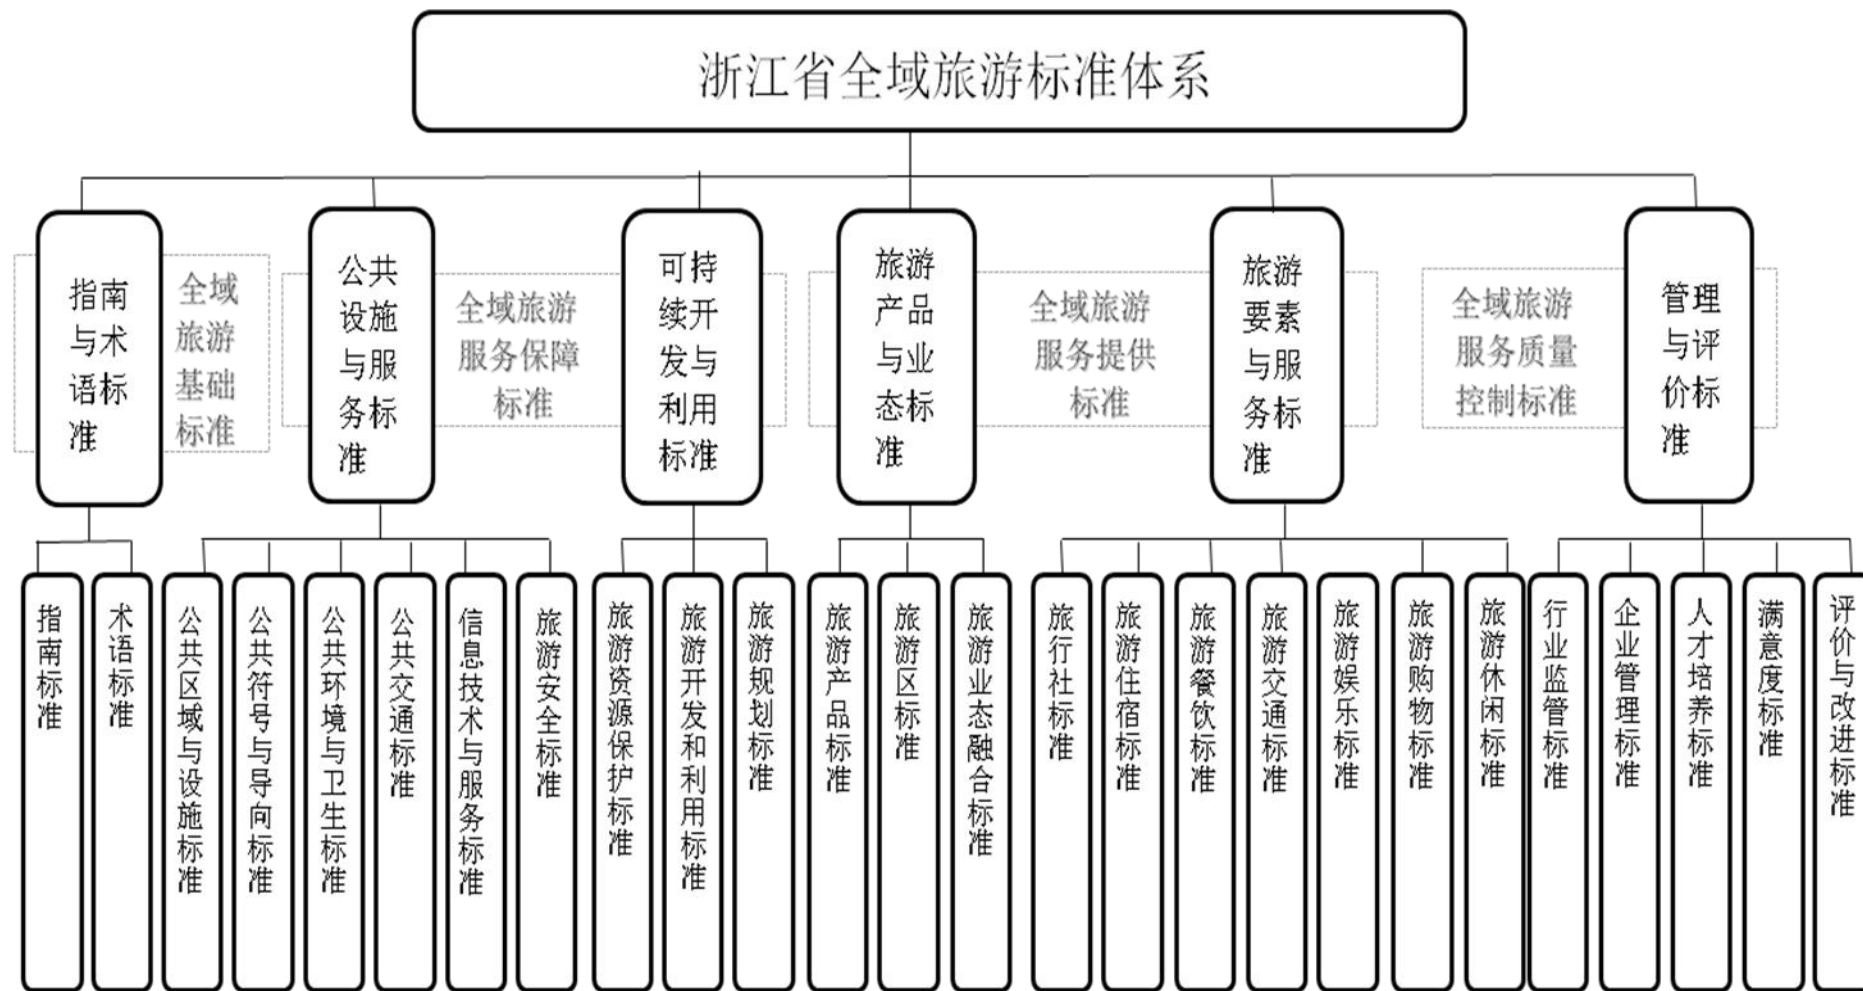 浙江省全域旅游标准体系
指南
与术
语标
准
全域
旅游
基础
标准
公共
设施
与服
务标
准
全域旅游
服务保障
标准
可持
续开
发与
利用
标准
旅游
产品
与业
态标
准
全域旅游
服务提供
标准
旅游
要素
与服
务标
准
全域旅游
服务质量
控制标准
管理
与评
价标
准
指南标准
术语标准
公共区域与设施标准
公共符号与导向标准
公共环境与卫生标准
公共交通标准
信息技术与服务标准
旅游安全标准
旅游资源保护标准
旅游开发和利用标准
旅游规划标准
旅游产品标准
旅游区标准
旅游业态融合标准
旅行社标准
旅游住宿标准
旅游餐饮标准
旅游交通标准
旅游娱乐标准
旅游购物标准
旅游休闲标准
行业监管标准
企业管理标准
人才培养标准
满意度标准
评价与改进标准